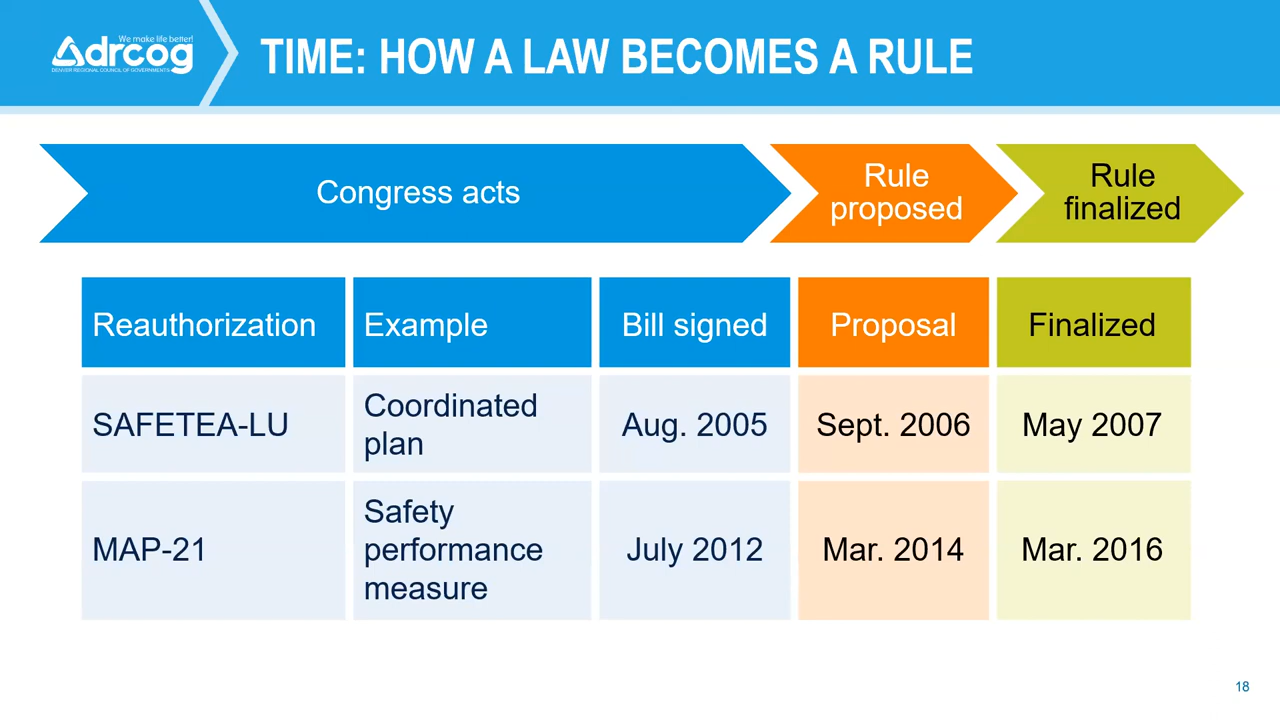 We make life better!
drcog
DENVER REGIONAL COUNCIL OF GOVERNMENTS
TIME: HOW A LAW BECOMES A RULE
Congress acts
Rule
proposed
Rule
finalized
Reauthorization
Example
Bill signed
Proposal
Finalized
SAFETEA-LU
Coordinated
plan
Aug. 2005
Sept. 2006
May 2007
MAP-21
Safety
performance
measure
July 2012
Mar. 2014
Mar. 2016
18